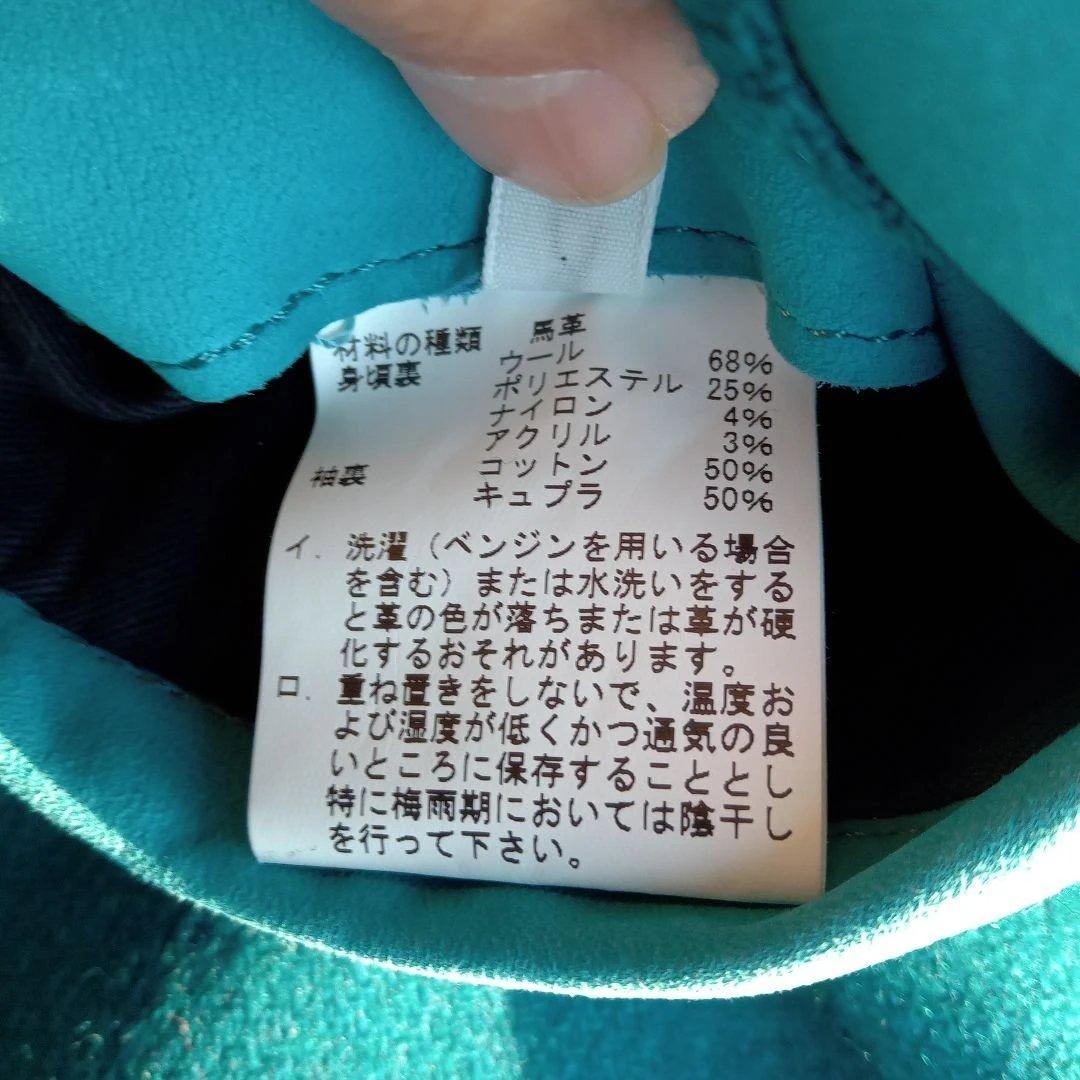 材料の種類 馬革
身頃裏 ウール 68%
ポリエステル 25%
ナイロン 4%
アクリル 3%
袖裏 コットン 50%
キュプラ 50%
イ. 洗濯(ベンジンを用いる場合
を含む)または水洗いをする
と革の色が落ちまたは革が硬
化するおそれがあります。
ロ. 重ね置きをしないで、温度お
よび湿度が低くかつ通気の良
いところに保存することとし
特に梅雨期においては陰干し
を行って下さい。